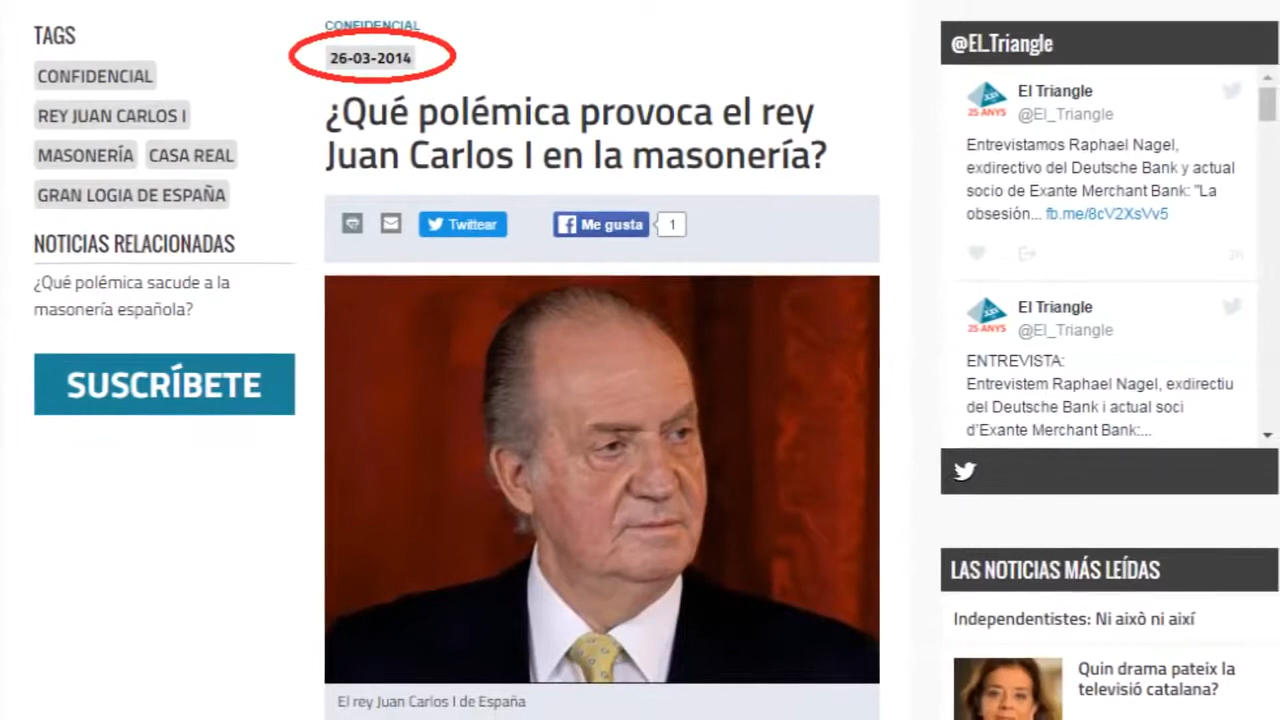 TAGS
CONFIDENCIAL
REY JUAN CARLOS I
MASONERÍA CASA REAL
GRAN LOGIA DE ESPAÑA
NOTICIAS RELACIONADAS
¿Qué polémica sacude a la
masonería española?
SUSCRÍBETE
CONFIDENCIAL
26-03-2014
¿Qué polémica provoca el rey
Juan Carlos I en la masonería?
Twittear
Me gusta
1
El rey Juan Carlos I de España
@EL_Triangle
El Triangle
@El_Triangle
25 ANYS
Entrevistamos Raphael Nagel,
exdirectivo del Deutsche Bank y actual
socio de Exante Merchant Bank: "La
obsesión... fb.me/8cV2XsVv5
El Triangle
@El_Triangle
25 ANYS
ENTREVISTA:
Entrevistem Raphael Nagel, exdirectiu
del Deutsche Bank i actual soci
d'Exante Merchant Bank:...
LAS NOTICIAS MÁS LEÍDAS
Independentistes: Ni això ni així
Quin drama pateix la
televisió catalana?